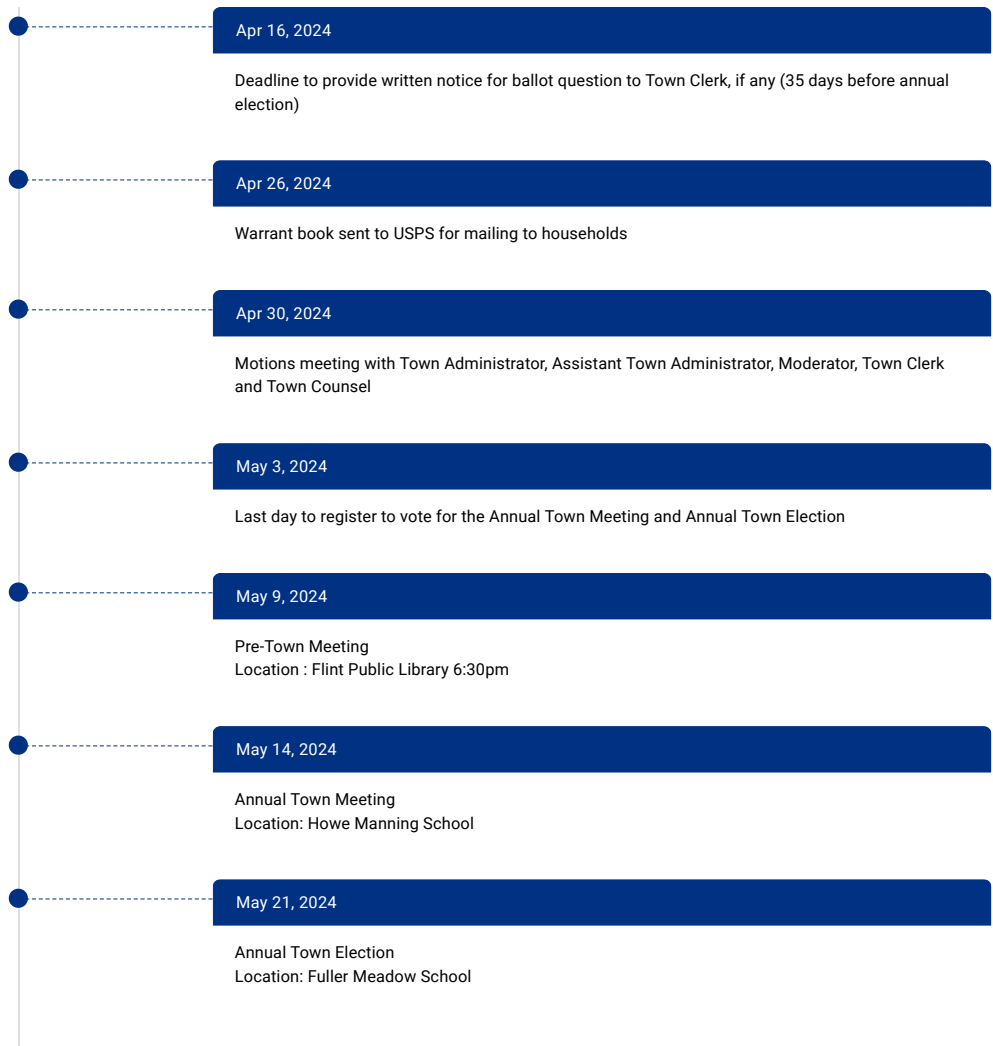 Apr 16, 2024
Deadline to provide written notice for ballot question to Town Clerk, if any (35 days before annual
election)
Apr 26, 2024
Warrant book sent to USPS for mailing to households
Apr 30, 2024
Motions meeting with Town Administrator, Assistant Town Administrator, Moderator, Town Clerk
and Town Counsel
May 3, 2024
Last day to register to vote for the Annual Town Meeting and Annual Town Election
May 9, 2024
Pre-Town Meeting
Location : Flint Public Library 6:30pm
May 14, 2024
Annual Town Meeting
Location: Howe Manning School
May 21, 2024
Annual Town Election
Location: Fuller Meadow School